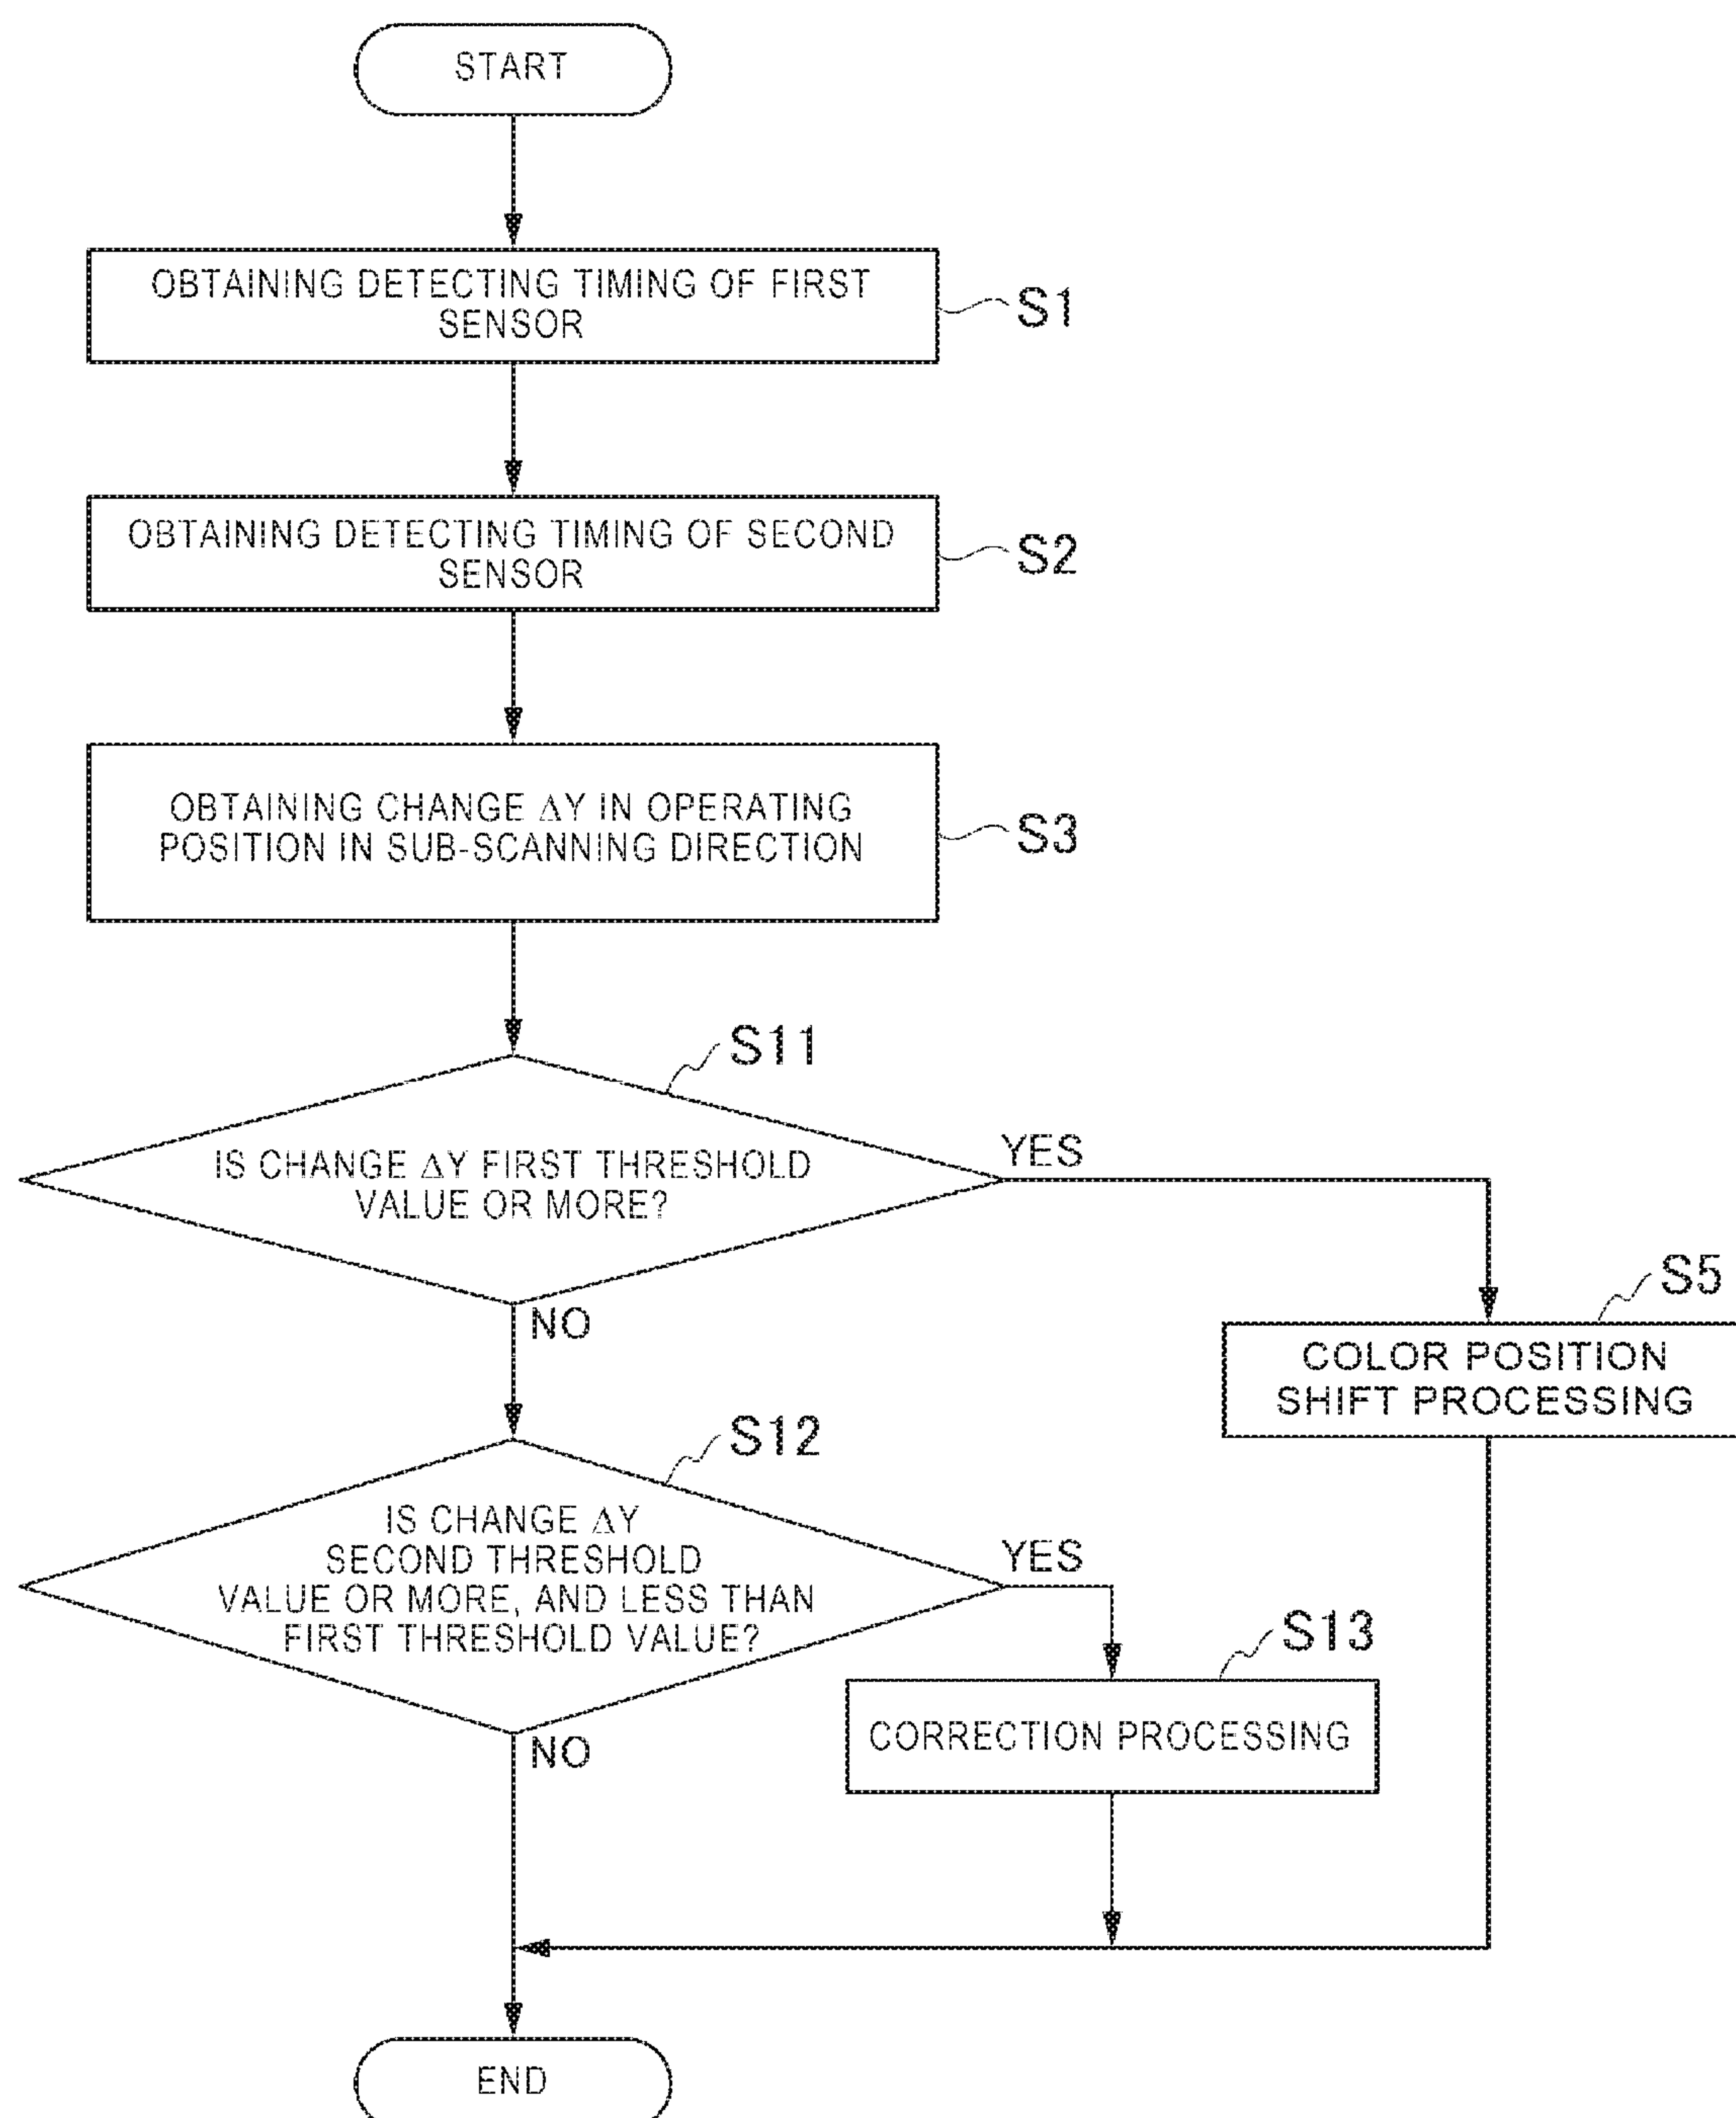 START
OBTAINING DETECTING TIMING OF FIRST
SENSOR
S1
OBTAINING DETECTING TIMING OF SECOND
SENSOR
S2
OBTAINING CHANGE ΔY IN OPERATING
POSITION IN SUB-SCANNING DIRECTION
S3
S11
IS CHANGE ΔY FIRST THRESHOLD
VALUE OR MORE?
YES
NO
S5
COLOR POSITION
SHIFT PROCESSING
S12
IS CHANGE ΔY
SECOND THRESHOLD
VALUE OR MORE, AND LESS THAN
FIRST THRESHOLD VALUE?
YES
NO
S13
CORRECTION PROCESSING
END